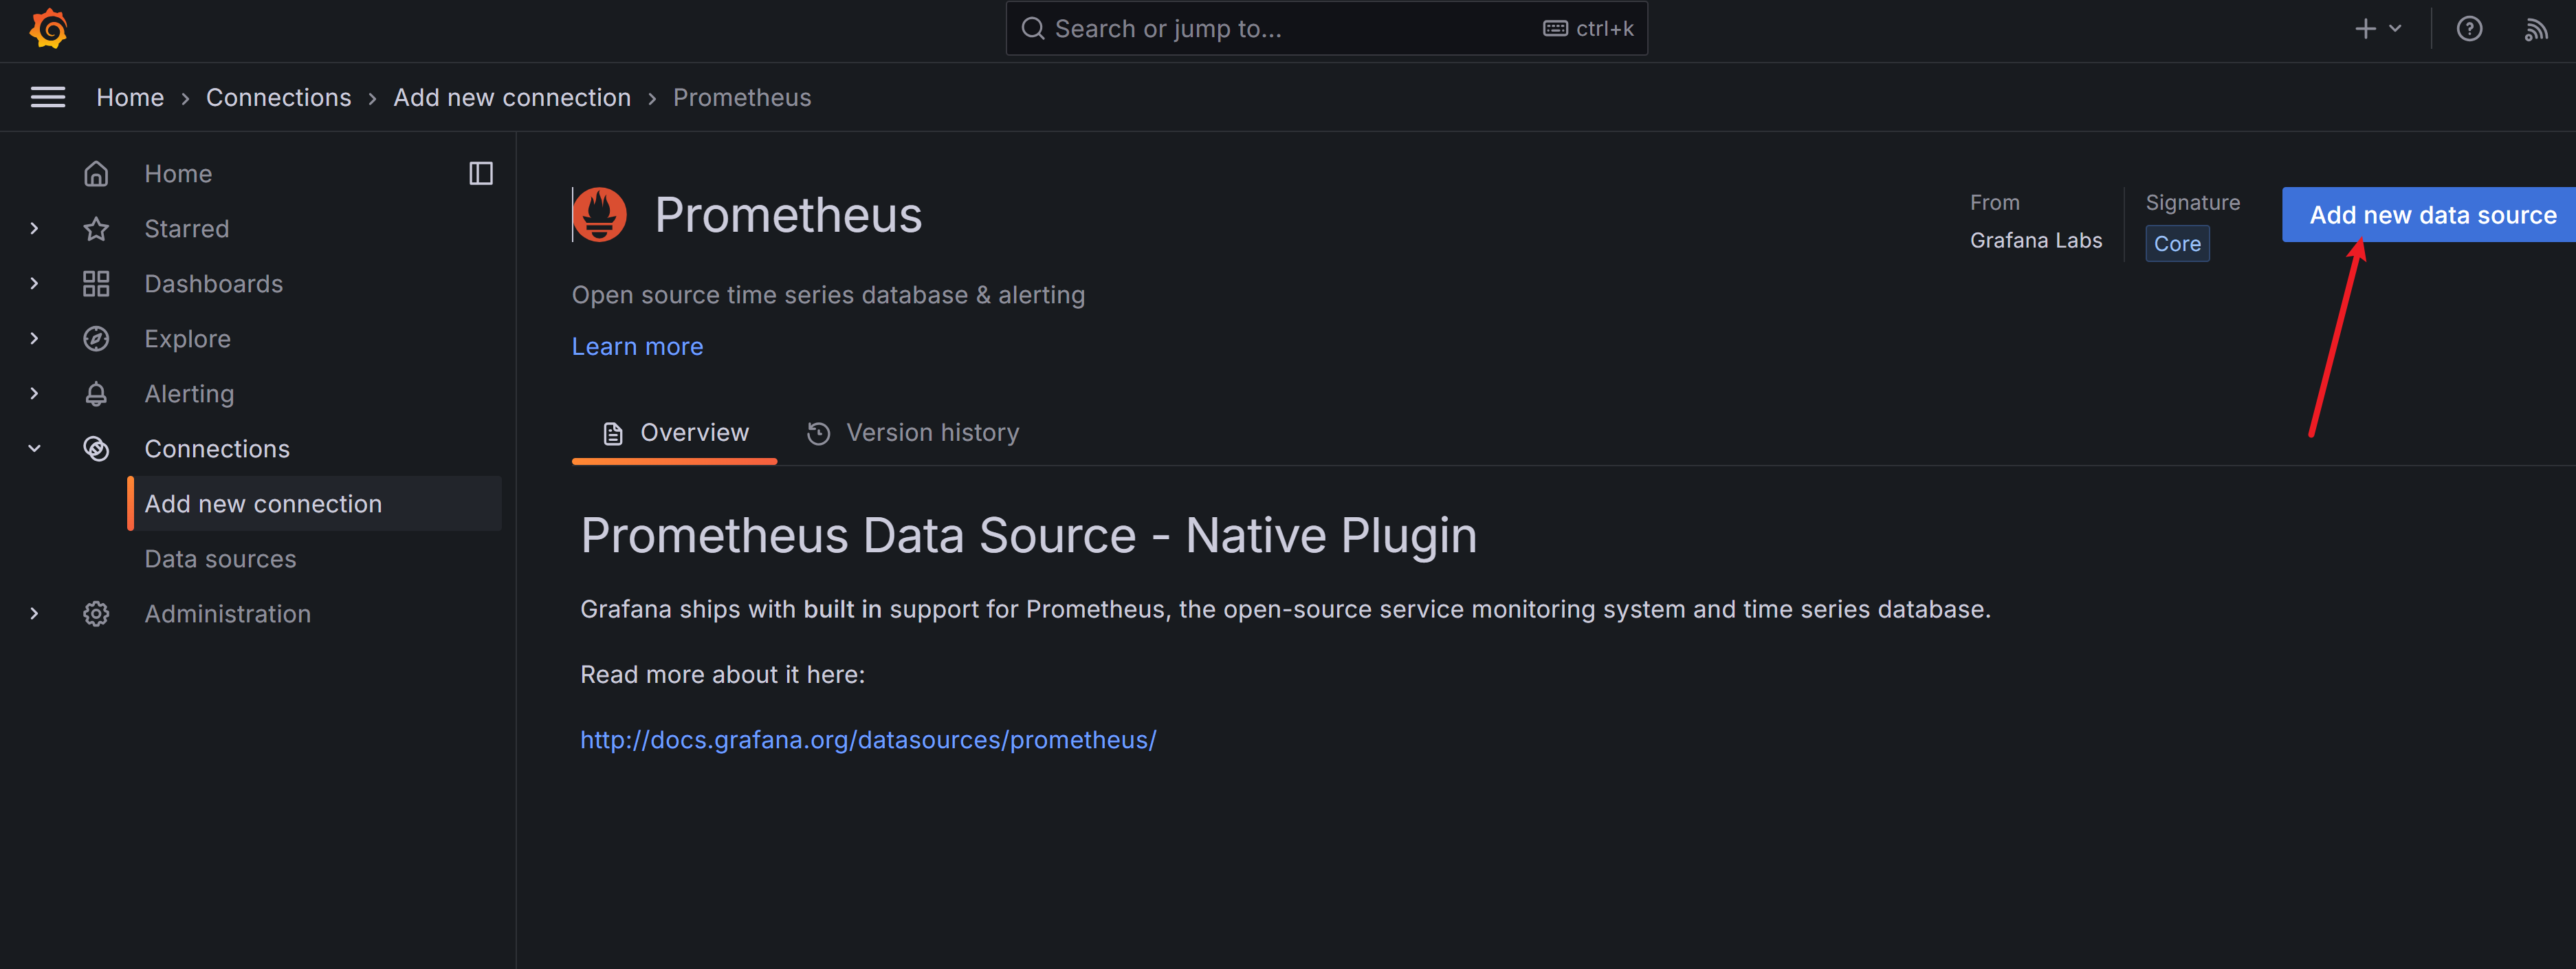 Search or jump to...
ctrl+k
Home > Connections > Add new connection > Prometheus
Home
Starred
Dashboards
Explore
Alerting
Connections
Add new connection
Data sources
Administration
Prometheus
From
Grafana Labs
Signature
Core
Add new data source
Open source time series database & alerting
Learn more
Overview
Version history
Prometheus Data Source - Native Plugin
Grafana ships with built in support for Prometheus, the open-source service monitoring system and time series database.
Read more about it here:
http://docs.grafana.org/datasources/prometheus/